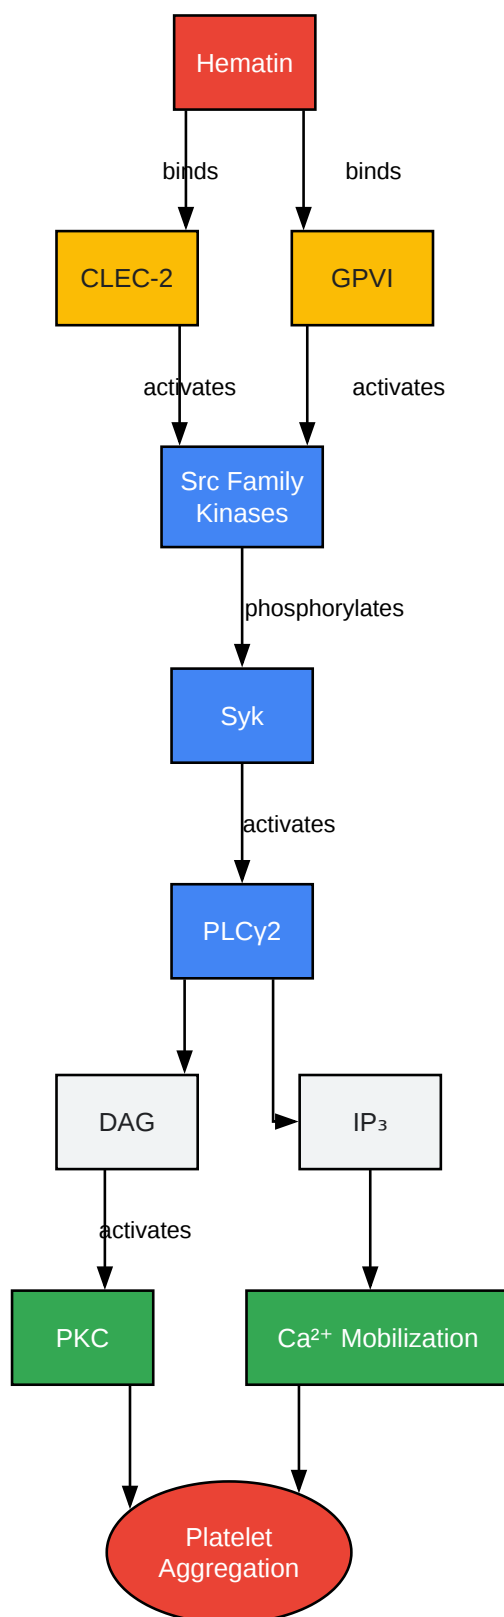 Hematin
binds
binds
CLEC-2
GPVI
activates
activates
Src Family
Kinases
phosphorylates
Syk
activates
PLCγ2
DAG
IP₃
activates
PKC
Ca²⁺ Mobilization
Platelet
Aggregation